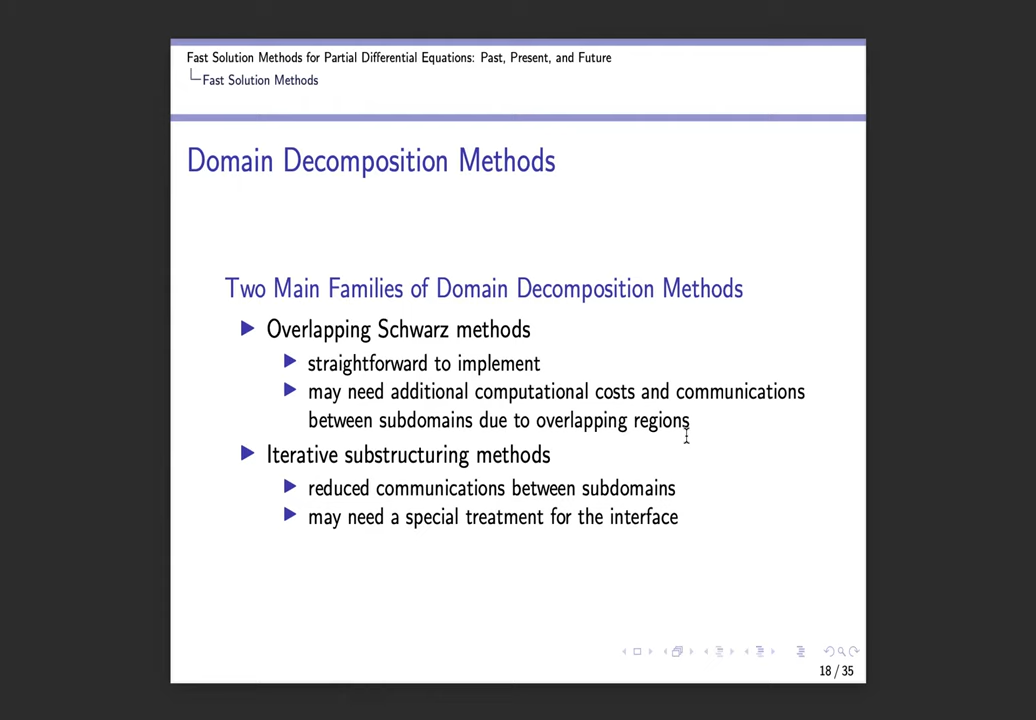 Fast Solution Methods for Partial Differential Equations: Past, Present, and Future
Fast Solution Methods
Domain Decomposition Methods
Two Main Families of Domain Decomposition Methods
Overlapping Schwarz methods
straightforward to implement
may need additional computational costs and communications
between subdomains due to overlapping regions
Iterative substructuring methods
reduced communications between subdomains
may need a special treatment for the interface
18 / 35